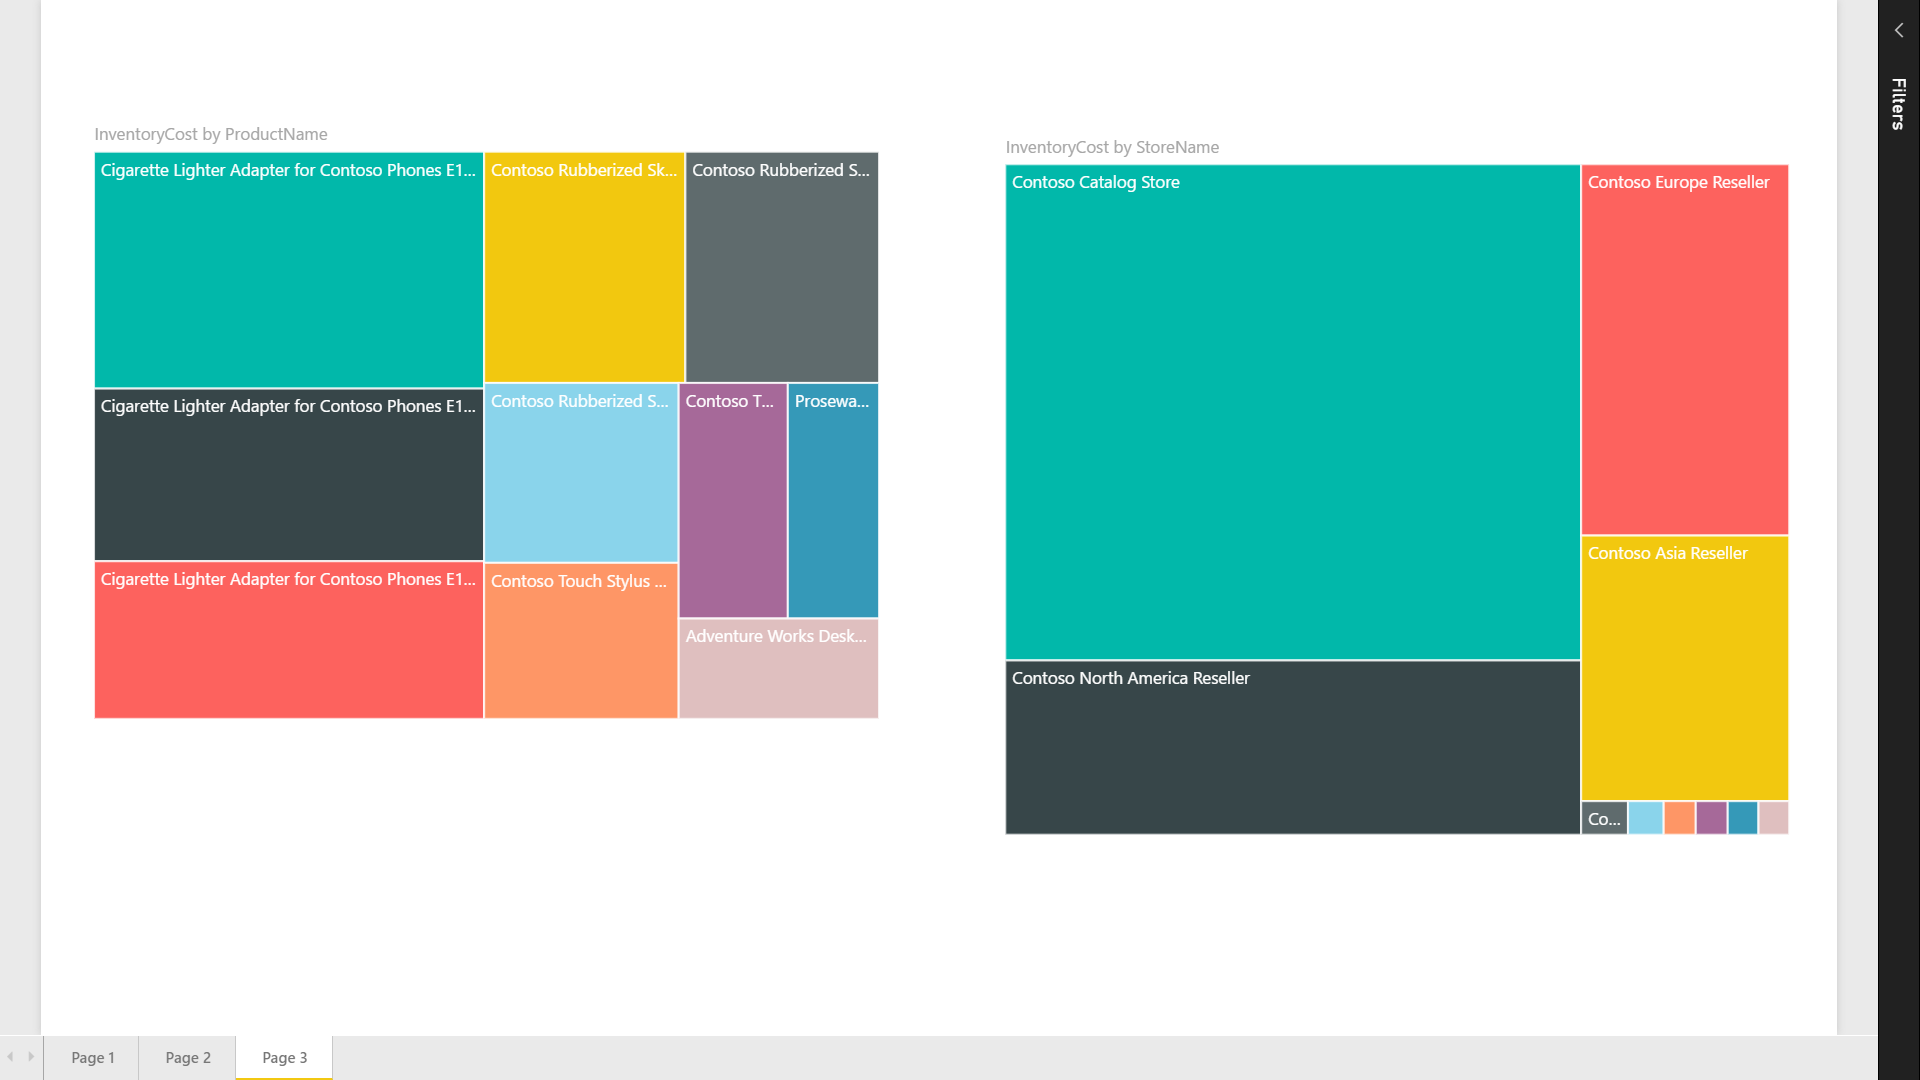 Filters
InventoryCost by ProductName
Cigarette Lighter Adapter for Contoso Phones E1...
Contoso Rubberized Sk...
Contoso Rubberized S...
Cigarette Lighter Adapter for Contoso Phones E1...
Contoso Rubberized S...
Contoso T...
Prosewa...
Cigarette Lighter Adapter for Contoso Phones E1...
Contoso Touch Stylus ...
Adventure Works Desk...
InventoryCost by StoreName
Contoso Catalog Store
Contoso Europe Reseller
Contoso Asia Reseller
Contoso North America Reseller
Co...
Page 1
Page 2
Page 3